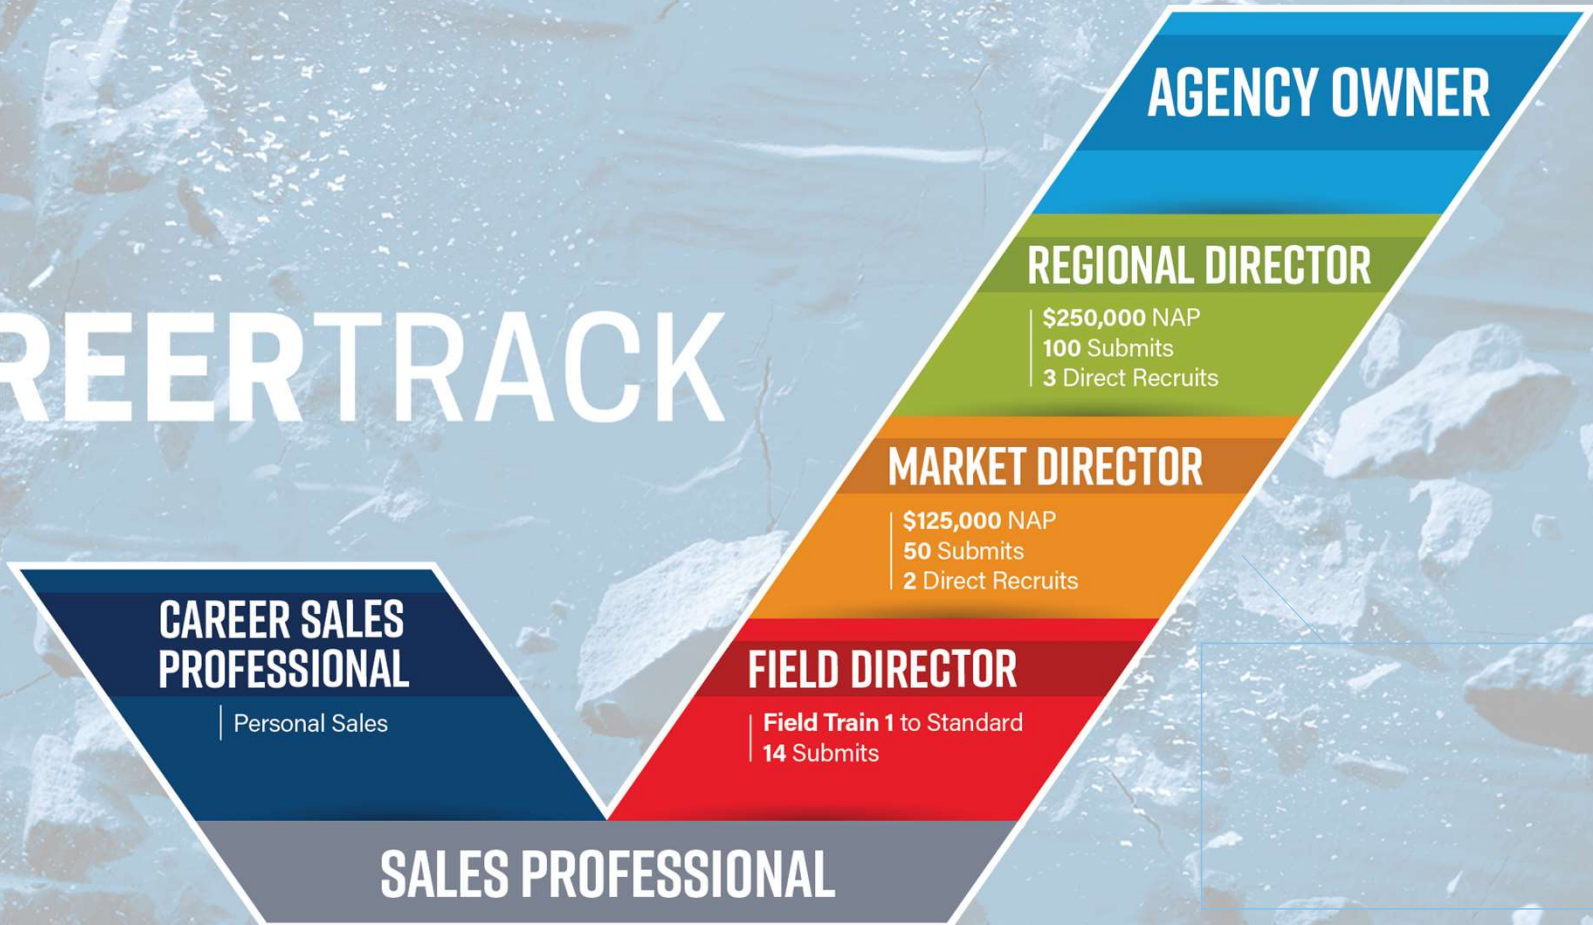 AGENCY OWNER
REGIONAL DIRECTOR
$250,000 NAP
100 Submits
3 Direct Recruits
REERTRACK
MARKET DIRECTOR
$125,000 NAP
50 Submits
2 Direct Recruits
CAREER SALES
PROFESSIONAL
Personal Sales
FIELD DIRECTOR
Field Train 1 to Standard
14 Submits
SALES PROFESSIONAL